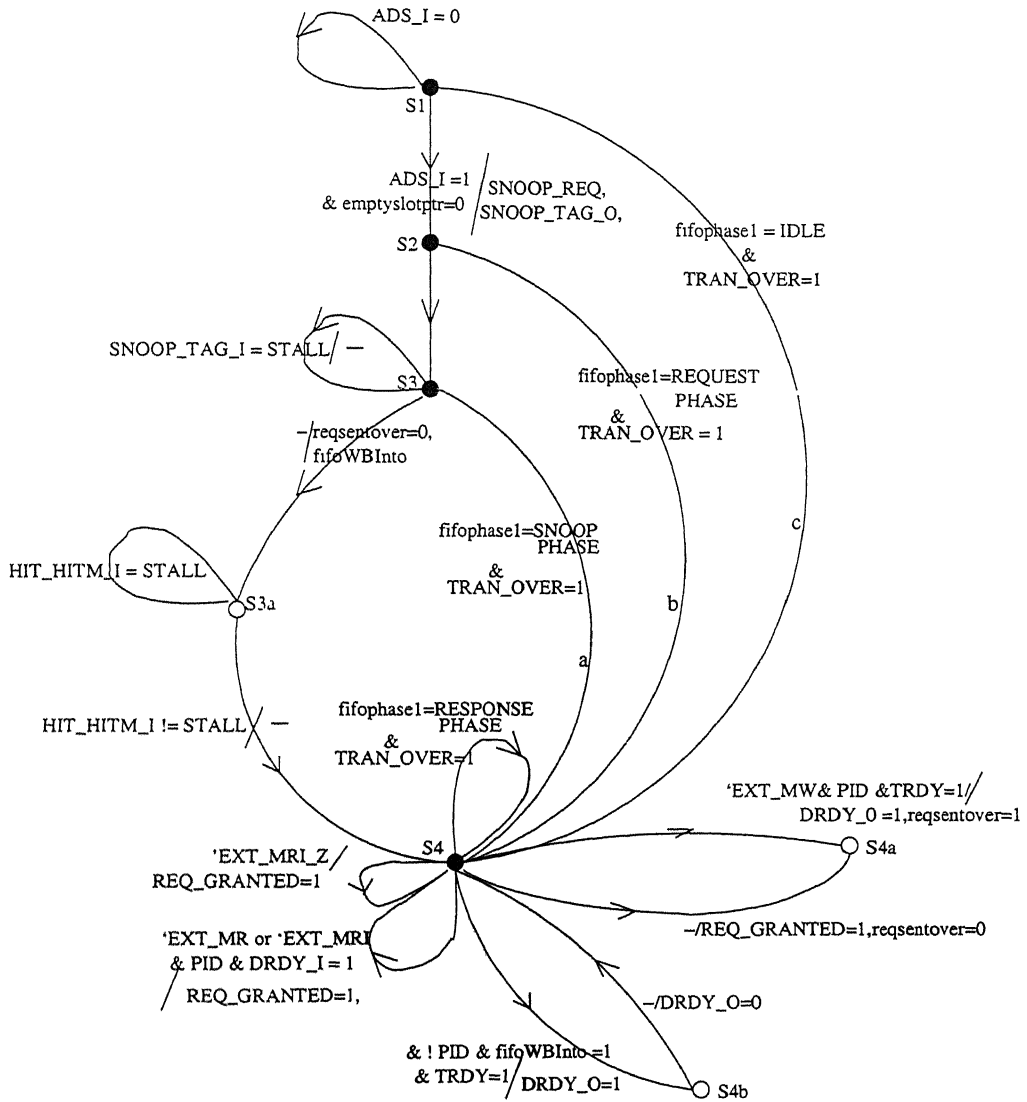 ADS_I = 0
S1
ADS_I =1
& emptyslotptr=0
SNOOP_REQ,
SNOOP_TAG_O,
S2
fifophase1 = IDLE
&
TRAN_OVER=1
SNOOP_TAG_I = STALL/ —
S3
fifophase1=REQUEST
PHASE
&
TRAN_OVER = 1
–/reqsentover=0,
fifoWBInto
c
fifophase1=SNOOP
PHASE
&
TRAN_OVER=1
HIT_HITM_I = STALL
S3a
b
a
HIT_HITM_I != STALL / —
fifophase1=RESPONSE
PHASE
&
TRAN_OVER=1
'EXT_MW& PID &TRDY=1/
DRDY_0 =1,reqsentover=1
S4
S4a
'EXT_MRI_Z /
REQ_GRANTED=1
–/REQ_GRANTED=1,reqsentover=0
'EXT_MR or 'EXT_MRI
& PID & DRDY_I = 1
/ REQ_GRANTED=1,
–/DRDY_O=0
& ! PID & fifoWBInto =1
& TRDY=1/DRDY_O=1
S4b